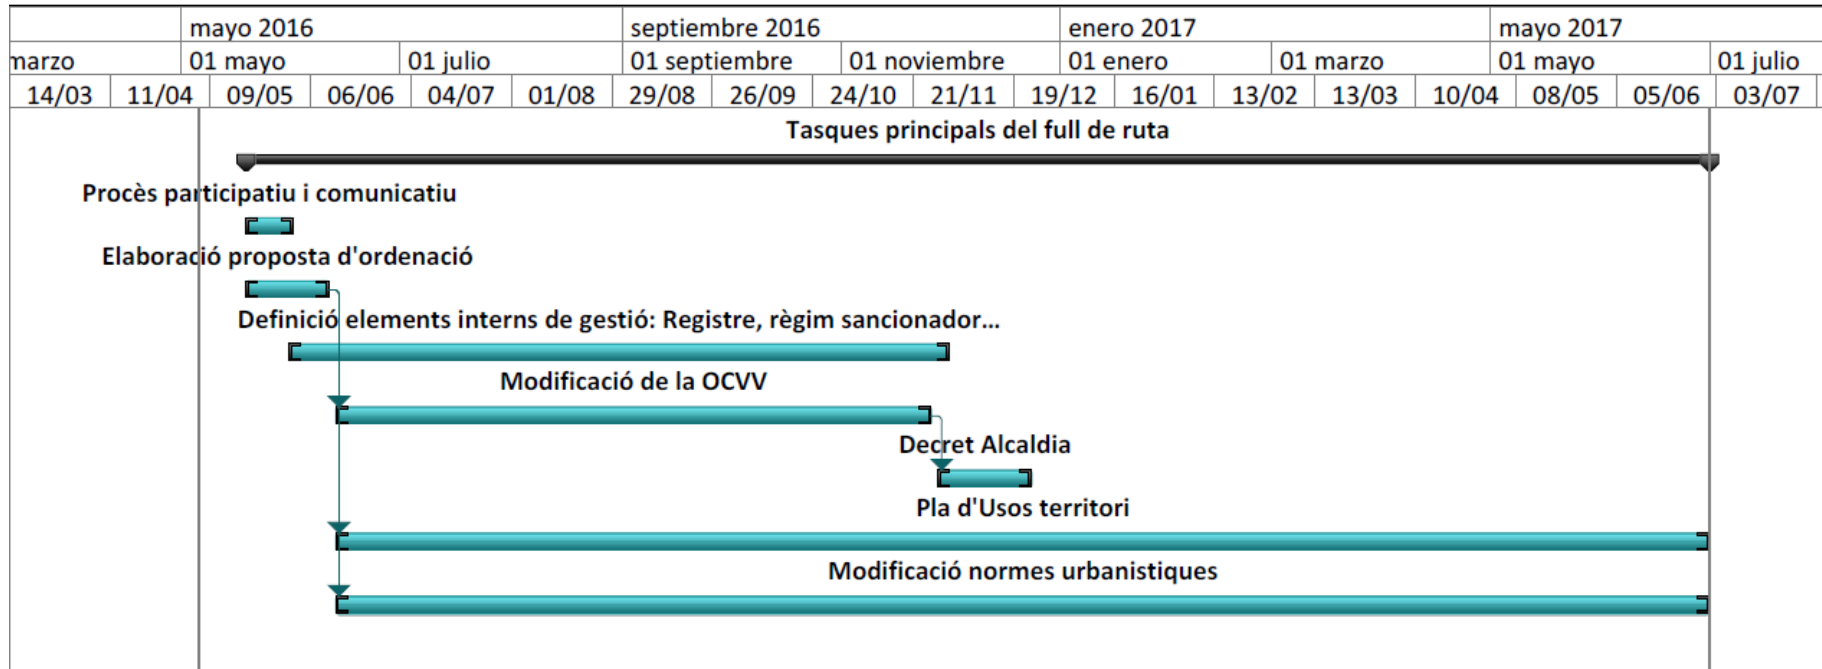 mayo 2016 septiembre 2016 enero 2017 mayo 2017
marzo 01 mayo 01 julio 01 septiembre 01 noviembre 01 enero 01 marzo 01 mayo 01 julio
14/03 11/04 09/05 06/06 04/07 01/08 29/08 26/09 24/10 21/11 19/12 16/01 13/02 13/03 10/04 08/05 05/06 03/07
Tasques principals del full de ruta
Procès participatiu i comunicatiu
Elaboració proposta d'ordenació
Definició elements interns de gestió: Registre, règim sancionador...
Modificació de la OCVV
Decret Alcaldia
Pla d'Usos territori
Modificació normes urbanistiques